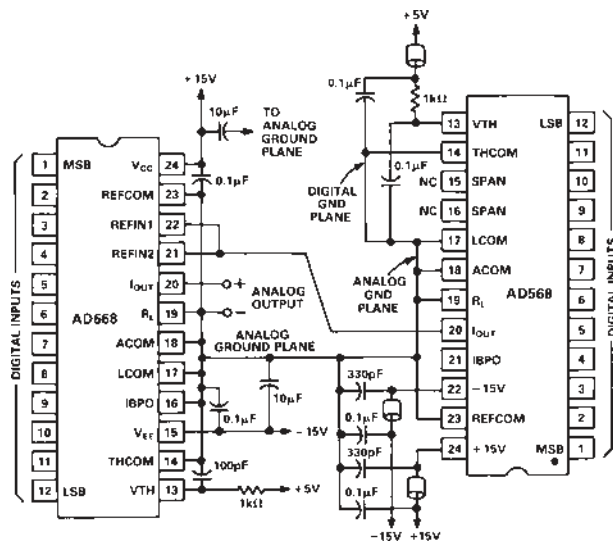 +5V
0.1µF
1kΩ
0.1µF
DIGITAL GND PLANE
ANALOG GND PLANE
+15V
10µF
TO ANALOG GROUND PLANE
0.1µF
DIGITAL INPUTS
AD668
1 MSB
2
3
4
5
6
7
8
9
10
11
12 LSB
VCC 24
REFCOM 23
REFIN1 22
REFIN2 21
IOUT 20
RL 19
ACOM 18
LCOM 17
IBPO 16
VEE 15
THCOM 14
VTH 13
+
ANALOG OUTPUT
–
ANALOG GROUND PLANE
0.1µF
10µF
–15V
100pF
1kΩ
+5V
330pF
0.1µF
330pF
0.1µF
–15V
+15V
13 VTH
14 THCOM
NC 15 SPAN
NC 16 SPAN
17 LCOM
18 ACOM
19 RL
20 IOUT
21 IBPO
22 –15V
23 REFCOM
24 +15V
AD568
LSB 12
11
10
9
8
7
6
5
4
3
2
MSB 1
DIGITAL INPUTS